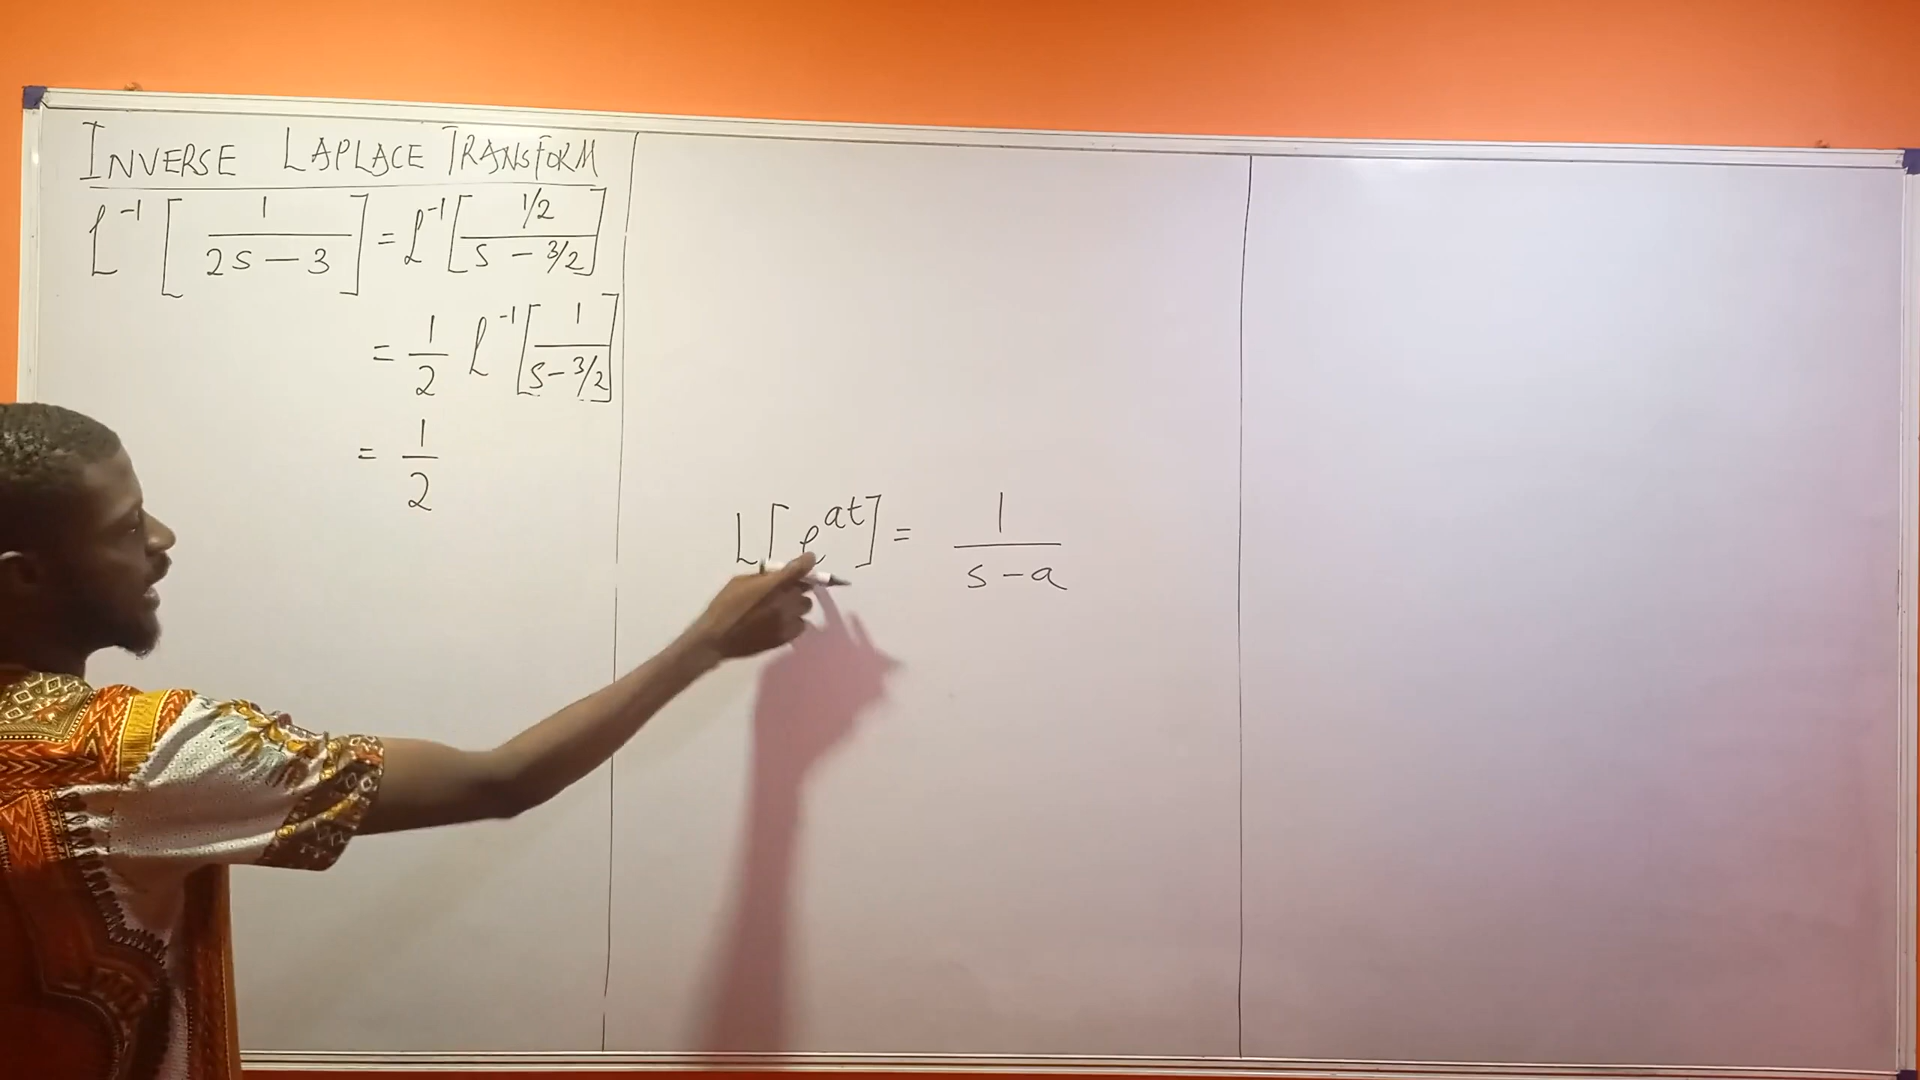 INVERSE LAPLACE TRANSFORM
ℒ⁻¹ [ 1 / (2s − 3) ] = ℒ⁻¹ [ (1/2) / (s − 3/2) ]
= 1/2 ℒ⁻¹ [ 1 / (s − 3/2) ]
= 1/2
L[e^{at}] = 1 / (s − a)